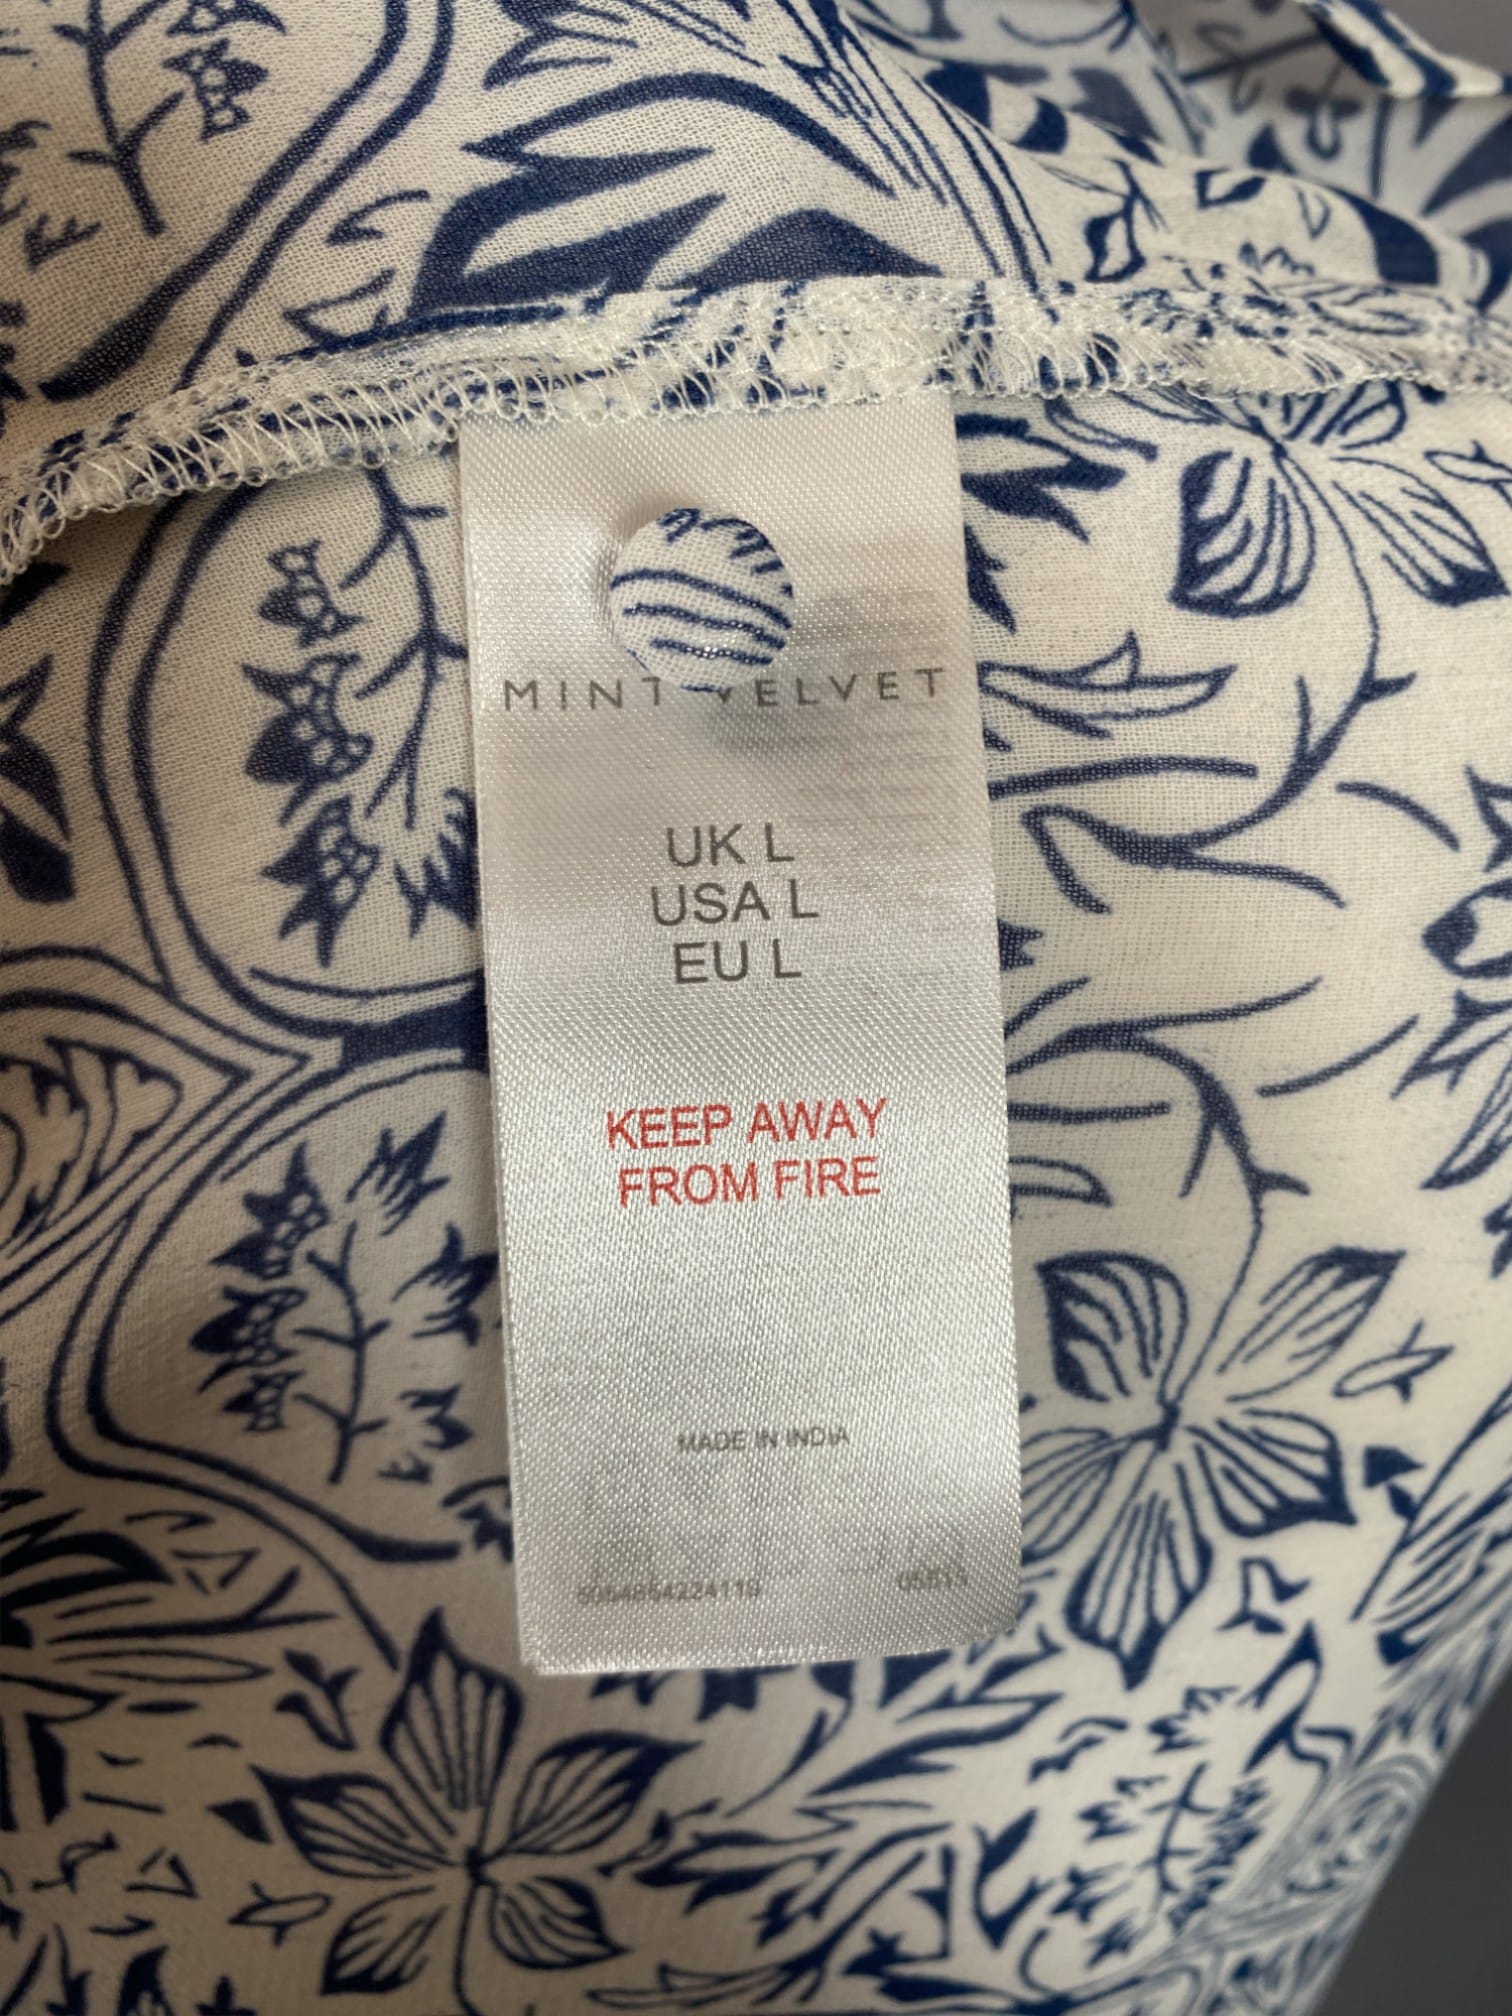 MINT VELVET
UK L
USA L
EU L
KEEP AWAY
FROM FIRE
MADE IN INDIA